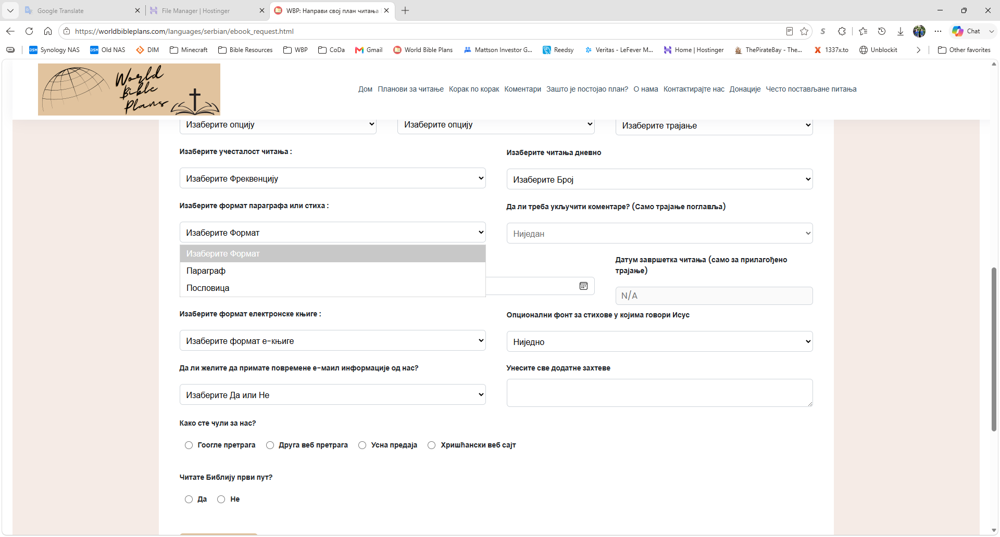 Google Translate
File Manager | Hostinger
WBP: Направи свој план читања
https://worldbibleplans.com/languages/serbian/ebook_request.html
Chat
Synology NAS
Old NAS
DIM
Minecraft
Bible Resources
WBP
CoDa
Gmail
World Bible Plans
Mattson Investor G...
Reedsy
Veritas - LeFever M...
Home | Hostinger
ThePirateBay - The...
1337x.to
Unblockit
Other favorites
World
Bible
Plans
Дом Планови за читање Корак по корак Коментари Зашто је постојао план? О нама Контактирајте нас Донације Често постављане питања
Изаберите опцију
Изаберите опцију
Изаберите трајање
Изаберите учесталост читања :
Изаберите читања дневно
Изаберите Фреквенцију
Изаберите Број
Изаберите формат параграфа или стиха :
Да ли треба укључити коментаре? (Само трајање поглавља)
Изаберите Формат
Ниједан
Изаберите Формат
Параграф
Пословица
Датум завршетка читања (само за прилагођено
трајање)
N/A
Изаберите формат електронске књиге :
Опционални фонт за стихове у којима говори Исус
Изаберите формат е-књиге
Ниједно
Да ли желите да примате повремене е-маил информације од нас?
Унесите све додатне захтеве
Изаберите Да или Не
Како сте чули за нас?
Гоогле претрага
Друга веб претрага
Усна предаја
Хришћански веб сајт
Читате Библију први пут?
Да
Не